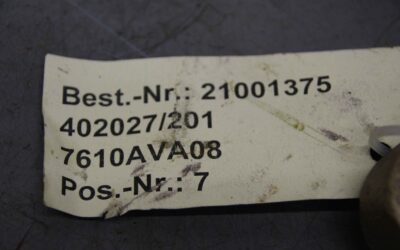 Best.-Nr.: 21001375
402027/201
7610AVA08
Pos.-Nr.: 7